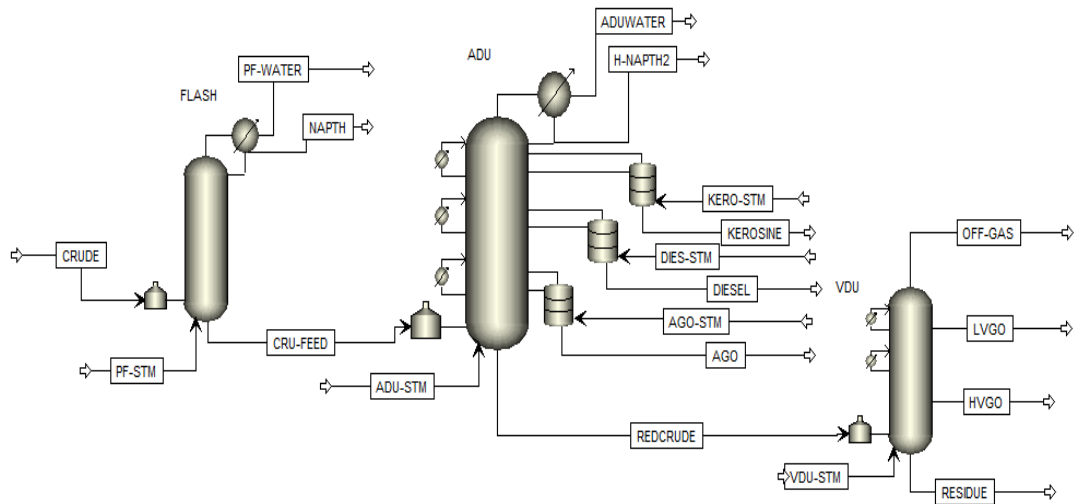 ADUWATER
ADU
H-NAPTH2
PF-WATER
FLASH
NAPTH
KERO-STM
KEROSINE
OFF-GAS
CRUDE
DIES-STM
DIESEL
VDU
AGO-STM
LVGO
CRU-FEED
AGO
PF-STM
ADU-STM
HVGO
REDCRUDE
VDU-STM
RESIDUE